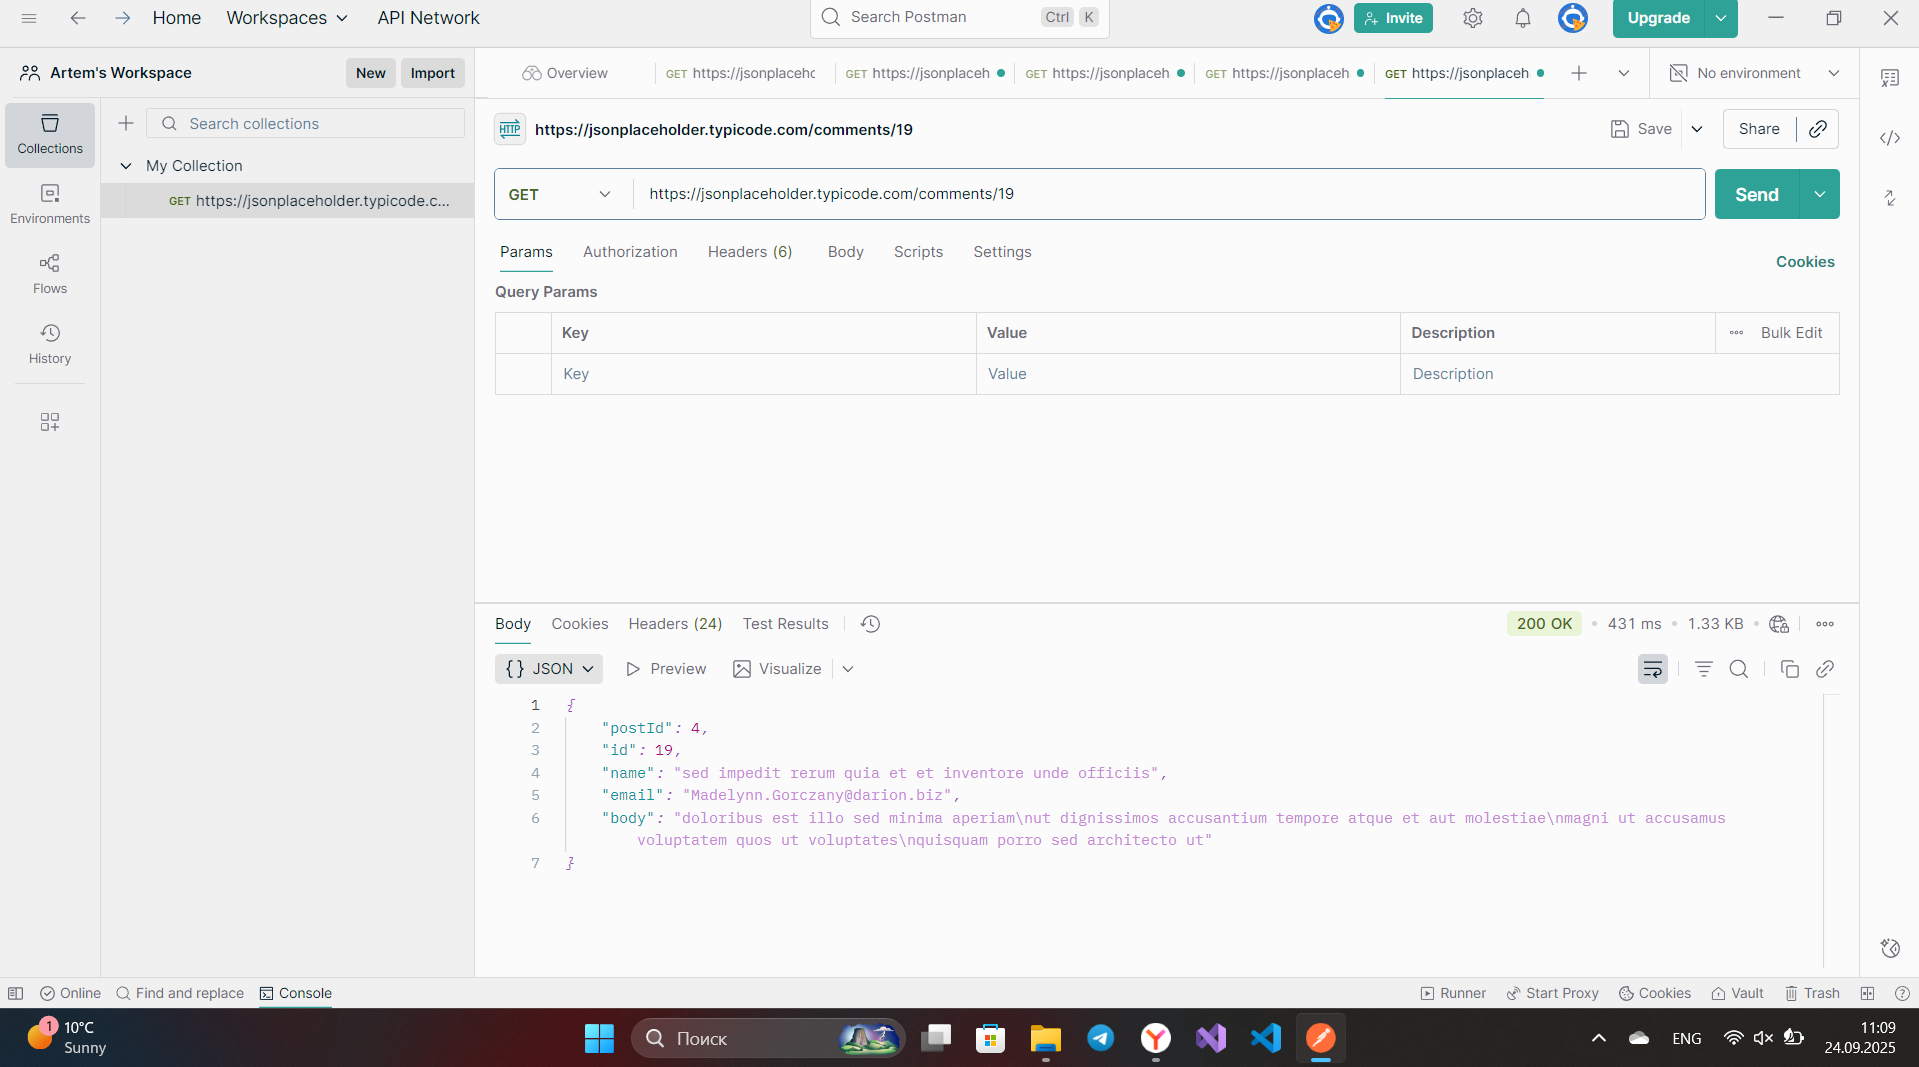 Home Workspaces API Network
Search Postman Ctrl K
Invite
Upgrade
Artem's Workspace New Import
Overview GET https://jsonplaceho GET https://jsonplaceh GET https://jsonplaceh GET https://jsonplaceh GET https://jsonplaceh No environment
Collections
Environments
Flows
History
Search collections
My Collection
GET https://jsonplaceholder.typicode.c...
HTTP https://jsonplaceholder.typicode.com/comments/19 Save Share
GET https://jsonplaceholder.typicode.com/comments/19 Send
Params Authorization Headers (6) Body Scripts Settings Cookies
Query Params
Key Value Description Bulk Edit
Key Value Description
Body Cookies Headers (24) Test Results 200 OK • 431 ms • 1.33 KB •
{} JSON Preview Visualize
1 {
2 "postId": 4,
3 "id": 19,
4 "name": "sed impedit rerum quia et et inventore unde officiis",
5 "email": "Madelynn.Gorczany@darion.biz",
6 "body": "doloribus est illo sed minima aperiam\nut dignissimos accusantium tempore atque et aut molestiae\nmagni ut accusamus
voluptatem quos ut voluptates\nquisquam porro sed architecto ut"
7 }
Online Find and replace Console Runner Start Proxy Cookies Vault Trash
1 10°C
Sunny
Поиск
ENG
11:09
24.09.2025